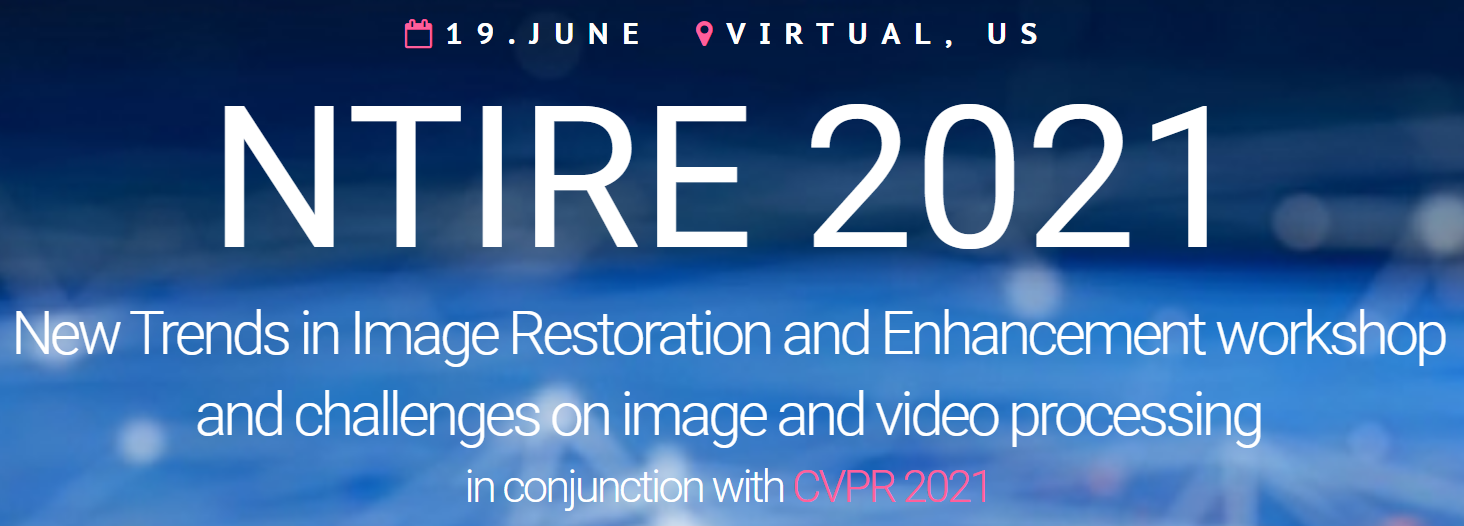 19.JUNE VIRTUAL, US
NTIRE 2021
New Trends in Image Restoration and Enhancement workshop
and challenges on image and video processing
in conjunction with CVPR 2021